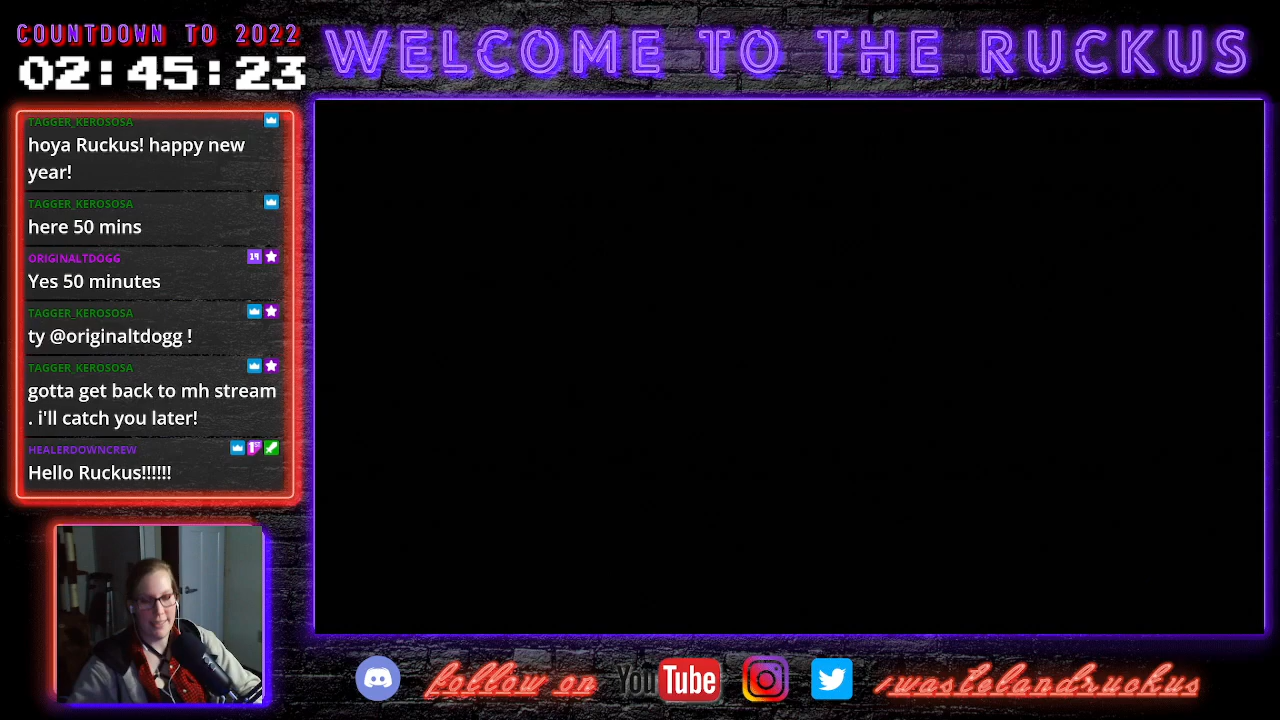 COUNTDOWN TO 2022
02:45:23
WELCOME TO THE RUCKUS
TAGGER_KEROSOSA
hoya Ruckus! happy new
year!
TAGGER_KEROSOSA
here 50 mins
ORIGINALTDOGG
19
Yes 50 minutes
TAGGER_KEROSOSA
ty @originaltdogg !
TAGGER_KEROSOSA
gotta get back to mh stream
. i'll catch you later!
HEALERDOWNCREW
1ST
Hello Ruckus!!!!!!
follow on
YouTube
/wastelandruckus